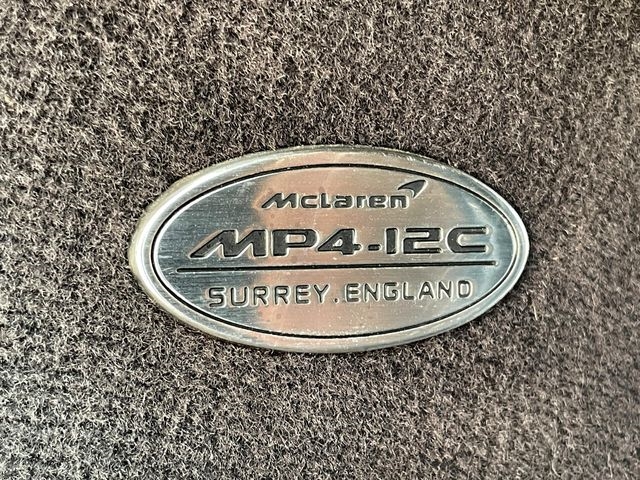 McLaren
MP4-12C
SURREY. ENGLAND